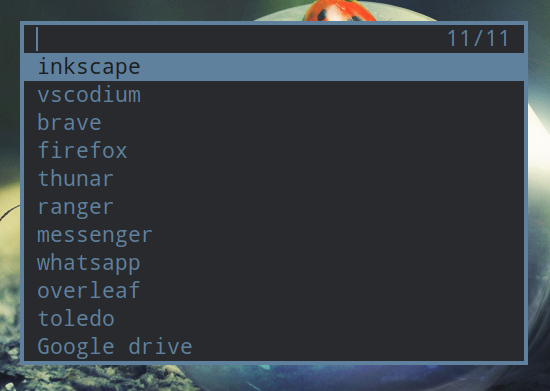 11/11
inkscape
vscodium
brave
firefox
thunar
ranger
messenger
whatsapp
overleaf
toledo
Google drive